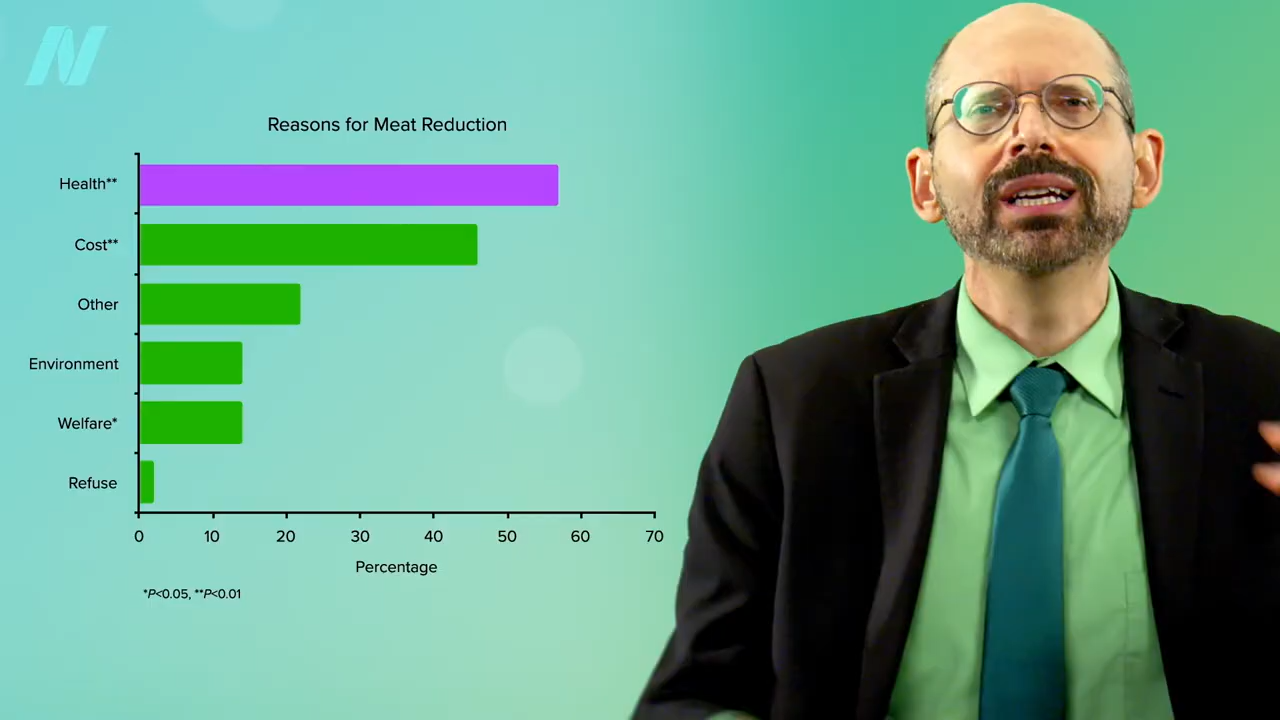 Reasons for Meat Reduction
Health**
Cost**
Other
Environment
Welfare*
Refuse
0 10 20 30 40 50 60 70
Percentage
*P<0.05, **P<0.01